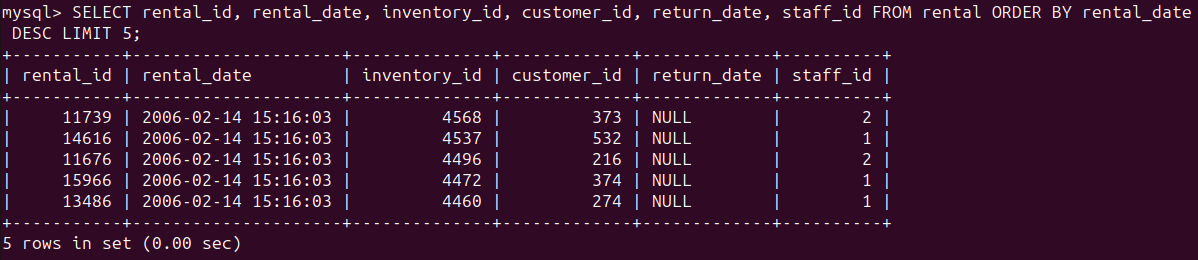 mysql> SELECT rental_id, rental_date, inventory_id, customer_id, return_date, staff_id FROM rental ORDER BY rental_date
 DESC LIMIT 5;
+-----------+---------------------+--------------+-------------+-------------+----------+
| rental_id | rental_date         | inventory_id | customer_id | return_date | staff_id |
+-----------+---------------------+--------------+-------------+-------------+----------+
|     11739 | 2006-02-14 15:16:03 |         4568 |         373 | NULL        |        2 |
|     14616 | 2006-02-14 15:16:03 |         4537 |         532 | NULL        |        1 |
|     11676 | 2006-02-14 15:16:03 |         4496 |         216 | NULL        |        2 |
|     15966 | 2006-02-14 15:16:03 |         4472 |         374 | NULL        |        1 |
|     13486 | 2006-02-14 15:16:03 |         4460 |         274 | NULL        |        1 |
+-----------+---------------------+--------------+-------------+-------------+----------+
5 rows in set (0.00 sec)